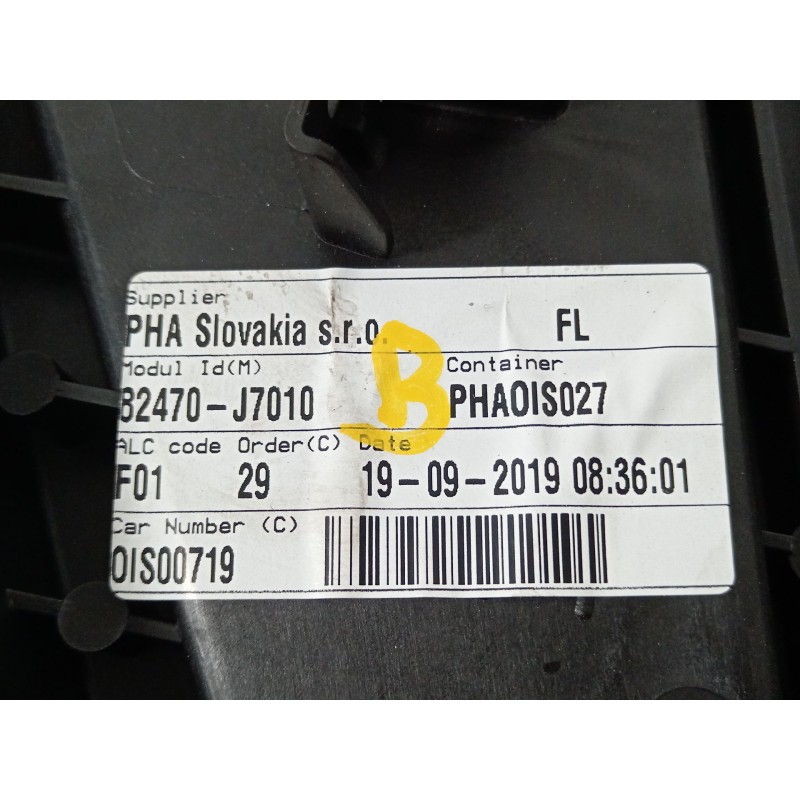 Supplier
PHA Slovakia s.r.o. FL
Modul Id(M) Container
82470-J7010 PHAOIS027
ALC code Order(C) Date
F01 29 19-09-2019 08:36:01
Car Number (C)
OIS00719
B